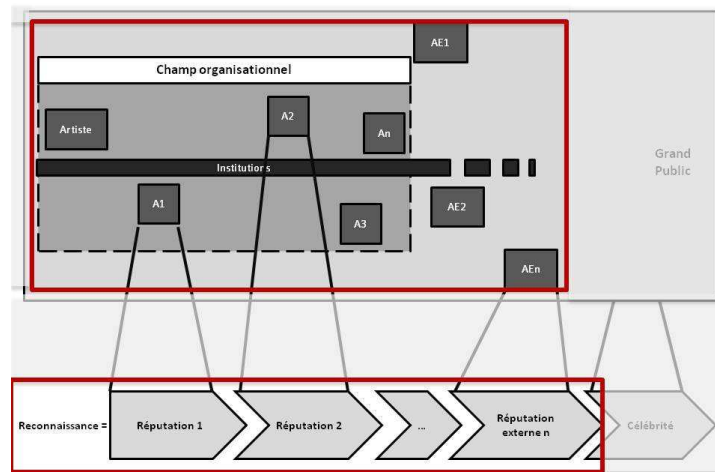 AE1
Champ organisationnel
A2
Artiste
An
Grand
Public
Institutions
A1
AE2
A3
AEn
Reconnaissance =
Réputation 1
Réputation 2
...
Réputation
externe n
Célébrité